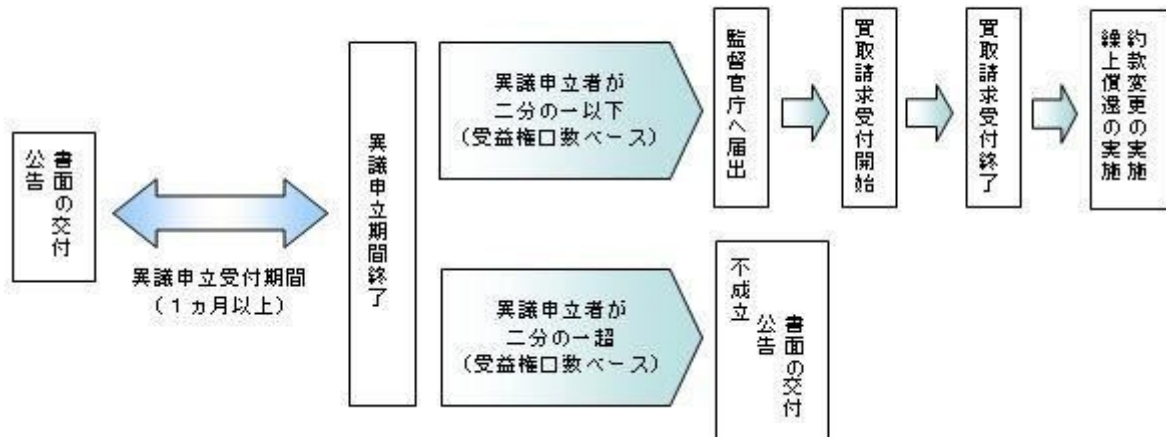 書面の交付
公告
異議申立受付期間
(1ヵ月以上)
異議申立期間終了
異議申立者が
二分の一以下
(受益権口数ベース)
監督官庁へ届出
買取請求受付開始
買取請求受付終了
約款変更の実施
繰上償還の実施
異議申立者が
二分の一超
(受益権口数ベース)
不成立
書面の交付
公告